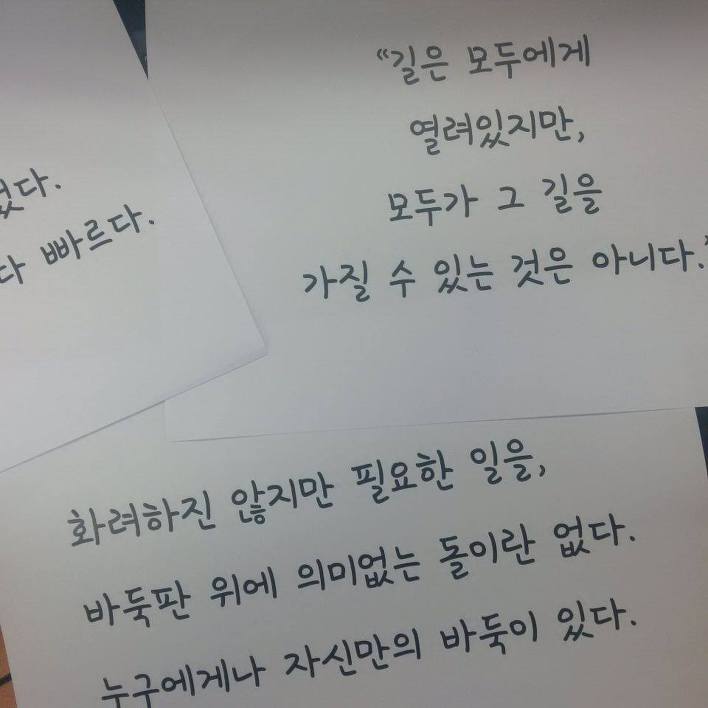 없다.
다 빠르다.
“길은 모두에게
열려있지만,
모두가 그 길을
가질 수 있는 것은 아니다.”
화려하진 않지만 필요한 일을,
바둑판 위에 의미없는 돌이란 없다.
누구에게나 자신만의 바둑이 있다.